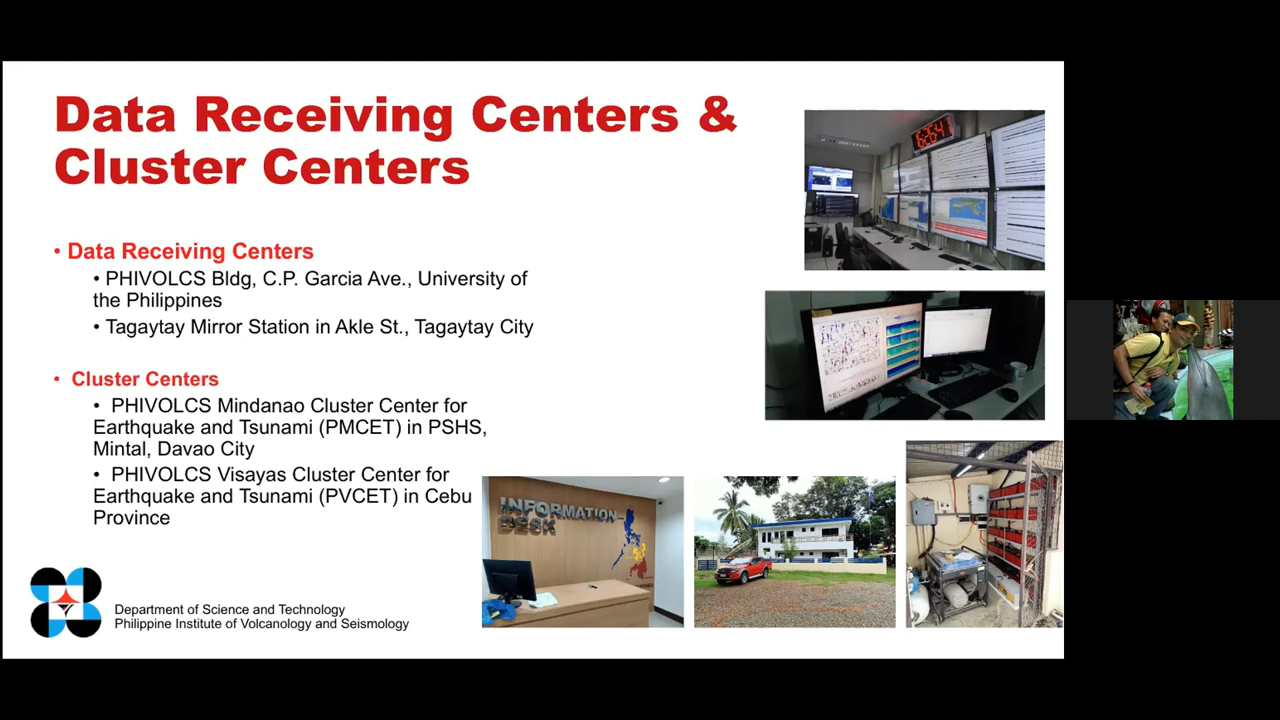 Data Receiving Centers &
Cluster Centers
• Data Receiving Centers
• PHIVOLCS Bldg, C.P. Garcia Ave., University of
the Philippines
• Tagaytay Mirror Station in Akle St., Tagaytay City
• Cluster Centers
• PHIVOLCS Mindanao Cluster Center for
Earthquake and Tsunami (PMCET) in PSHS,
Mintal, Davao City
• PHIVOLCS Visayas Cluster Center for
Earthquake and Tsunami (PVCET) in Cebu
Province
16:26:41
INFORMATION
DESK
Department of Science and Technology
Philippine Institute of Volcanology and Seismology